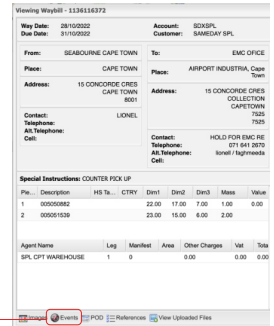 Viewing Waybill - 1136116372
Way Date: 28/10/2022 Account: SDXSPL
Due Date: 31/10/2022 Customer: SAMEDAY SPL
From: SEABOURNE CAPE TOWN
Place: CAPE TOWN
Address: 15 CONCORDE CRES
CAPE TOWN
8001
Contact: LIONEL
Telephone:
Alt.Telephone:
Cell:
To: EMC OFICE
Place: AIRPORT INDUSTRIA, Cape Town
Address: 15 CONCORDE CRES
COLLECTION
CAPETOWN
7525
7525
Contact: HOLD FOR EMC RE
Telephone: 071 641 2670
Alt.Telephone: lionell / faghmeeda
Cell:
Special Instructions: COUNTER PICK UP
Pie... Description HS Ta... CTRY Dim1 Dim2 Dim3 Mass Value
1 005050882 22.00 17.00 7.00 1.00 0.00
2 005051539 23.00 15.00 6.00 2.00
Agent Name Leg Manifest Area Other Charges Vat Tota
SPL CPT WAREHOUSE 1 0 0.00 0.00 0.00
Images Events POD References View Uploaded Files